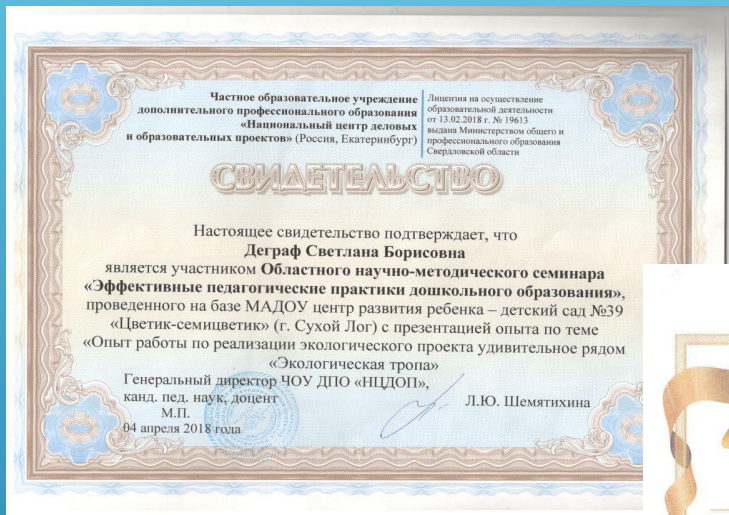 Частное образовательное учреждение
дополнительного профессионального образования
«Национальный центр деловых
и образовательных проектов» (Россия, Екатеринбург)
Лицензия на осуществление
образовательной деятельности
от 13.02.2018 г. № 19613
выдана Министерством общего и
профессионального образования
Свердловской области
СВИДЕТЕЛЬСТВО
Настоящее свидетельство подтверждает, что
Деграф Светлана Борисовна
является участником Областного научно-методического семинара
«Эффективные педагогические практики дошкольного образования»,
проведенного на базе МАДОУ центр развития ребенка – детский сад №39
«Цветик-семицветик» (г. Сухой Лог) с презентацией опыта по теме
«Опыт работы по реализации экологического проекта удивительное рядом
«Экологическая тропа»
Генеральный директор ЧОУ ДПО «НЦДОП»,
канд. пед. наук, доцент
Л.Ю. Шемятихина
М.П.
04 апреля 2018 года